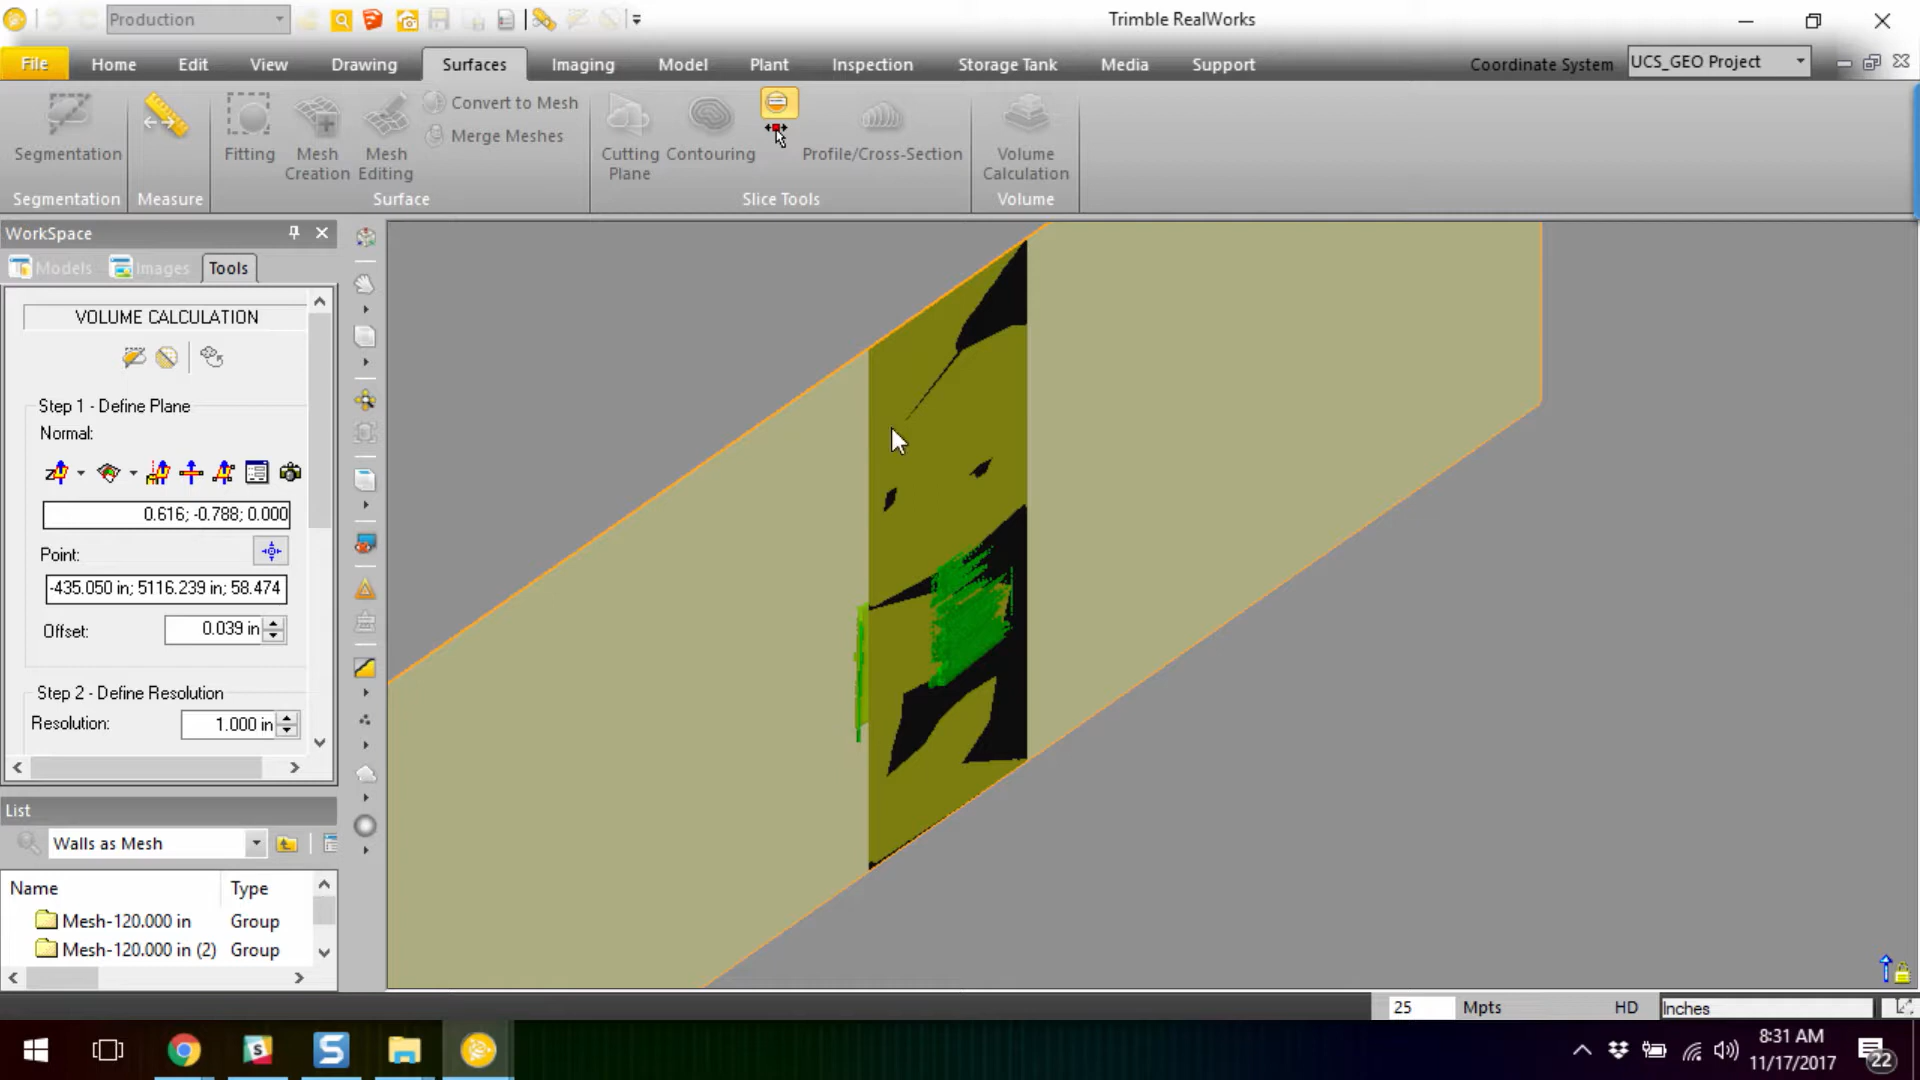 Production
Trimble RealWorks
File
Home
Edit
View
Drawing
Surfaces
Imaging
Model
Plant
Inspection
Storage Tank
Media
Support
Coordinate System
UCS_GEO Project
Segmentation
Fitting
Mesh
Creation
Mesh
Editing
Convert to Mesh
Merge Meshes
Cutting
Plane
Contouring
Profile/Cross-Section
Volume
Calculation
Segmentation
Measure
Surface
Slice Tools
Volume
WorkSpace
Models
Images
Tools
VOLUME CALCULATION
Step 1 - Define Plane
Normal:
0.616; -0.788; 0.000
Point:
-435.050 in; 5116.239 in; 58.474
Offset:
0.039 in
Step 2 - Define Resolution
Resolution:
1.000 in
List
Walls as Mesh
Name
Type
Mesh-120.000 in
Group
Mesh-120.000 in (2)
Group
25
Mpts
HD
Inches
8:31 AM
11/17/2017
22